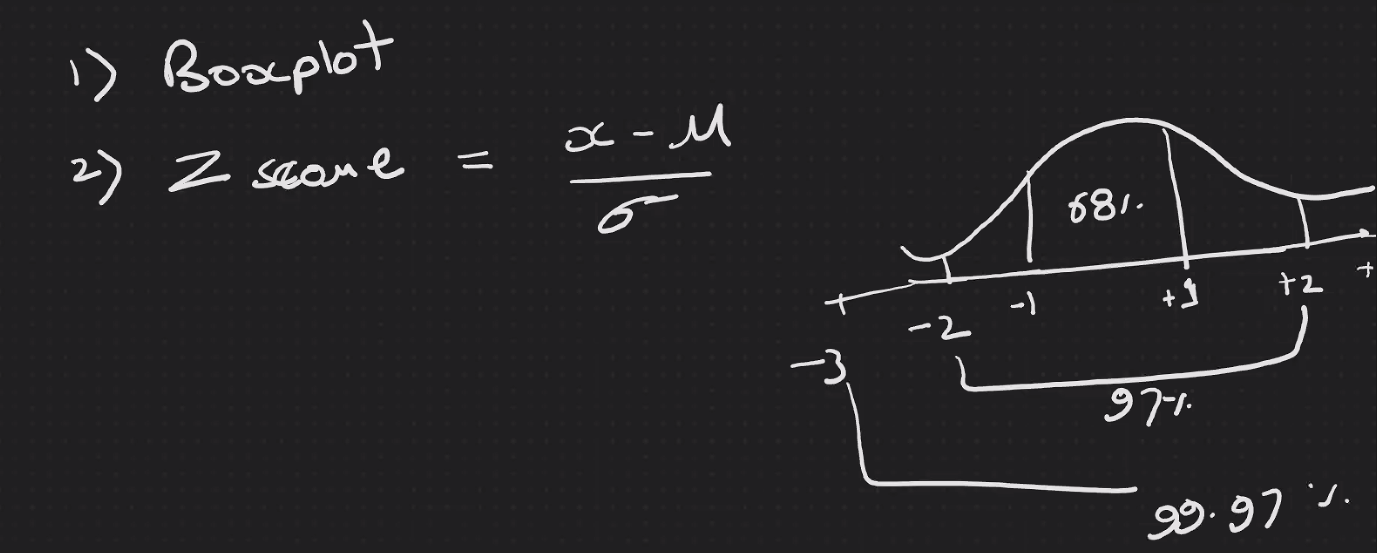 1) Boxplot
2) Z score = x - μ / σ
68%
-3 -2 -1 +1 +2 +
97%
99.97 %